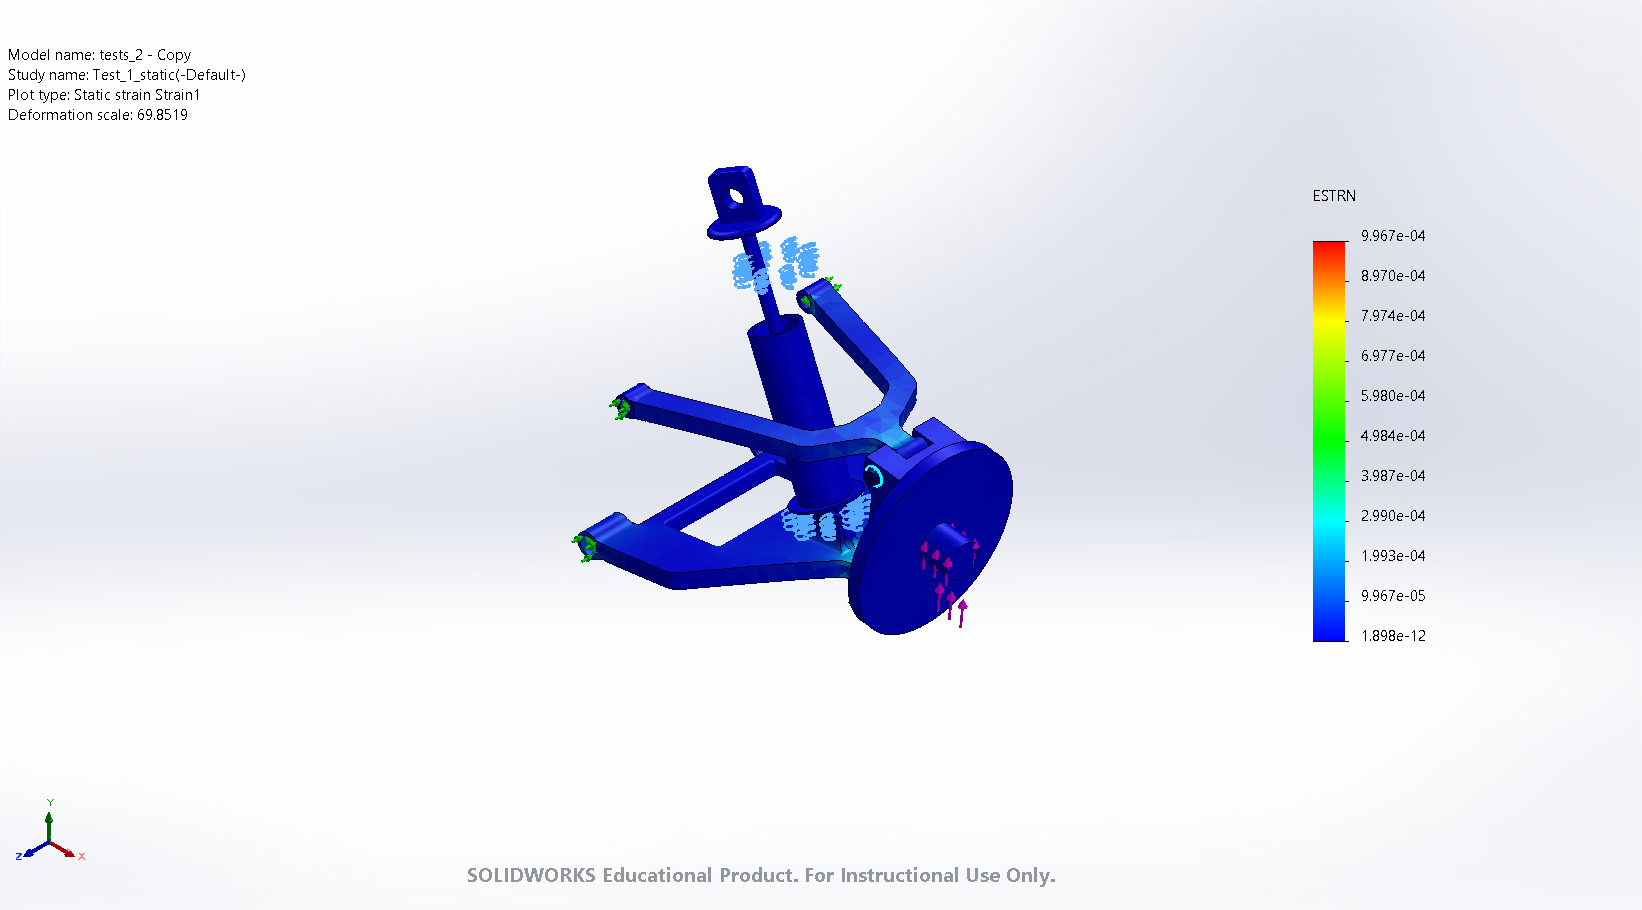 Model name: tests_2 - Copy
Study name: Test_1_static(-Default-)
Plot type: Static strain Strain1
Deformation scale: 69.8519
ESTRN
9.967e-04
8.970e-04
7.974e-04
6.977e-04
5.980e-04
4.984e-04
3.987e-04
2.990e-04
1.993e-04
9.967e-05
1.898e-12
Y
Z
X
SOLIDWORKS Educational Product. For Instructional Use Only.